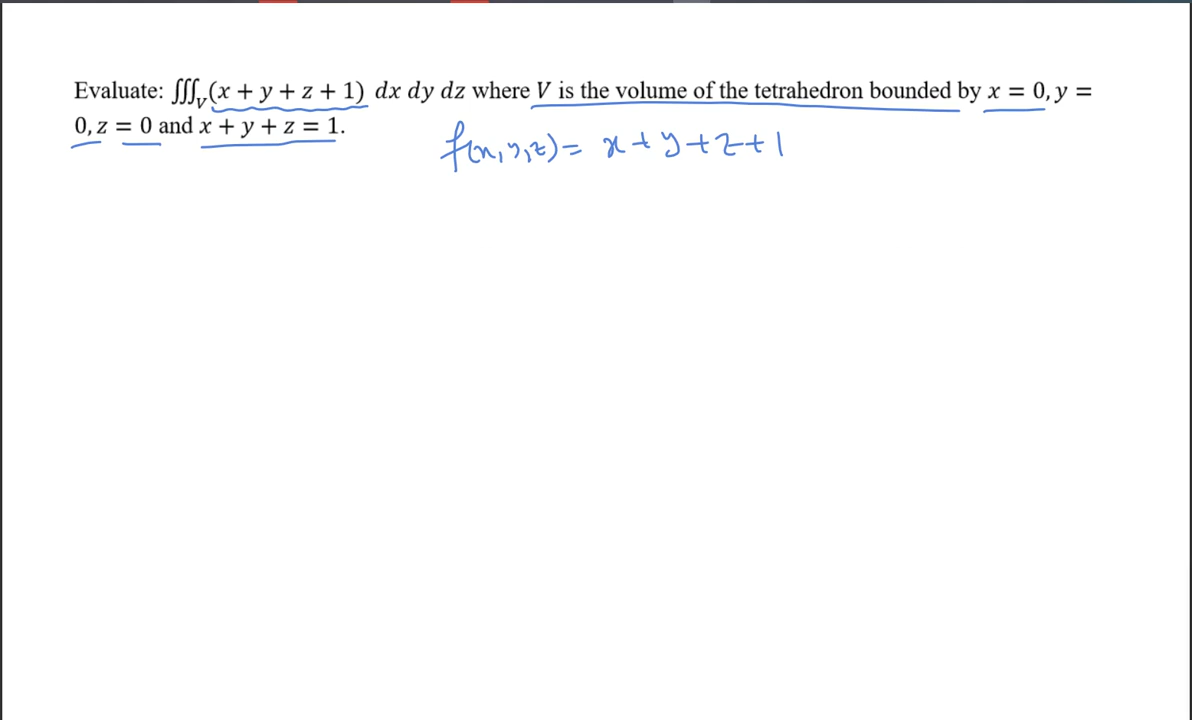 Evaluate: ∭_V(x + y + z + 1) dx dy dz where V is the volume of the tetrahedron bounded by x = 0, y =
0, z = 0 and x + y + z = 1.
f(x,y,z) = x + y + z + 1